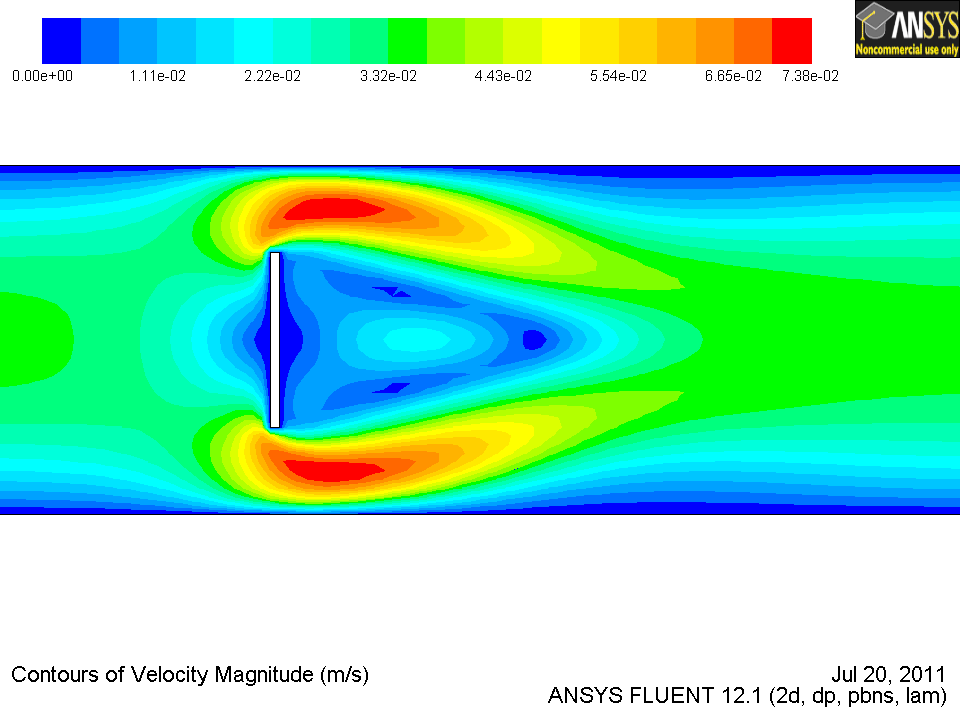 ANSYS
Noncommercial use only
0.00e+00 1.11e-02 2.22e-02 3.32e-02 4.43e-02 5.54e-02 6.65e-02 7.38e-02
Contours of Velocity Magnitude (m/s)
Jul 20, 2011
ANSYS FLUENT 12.1 (2d, dp, pbns, lam)